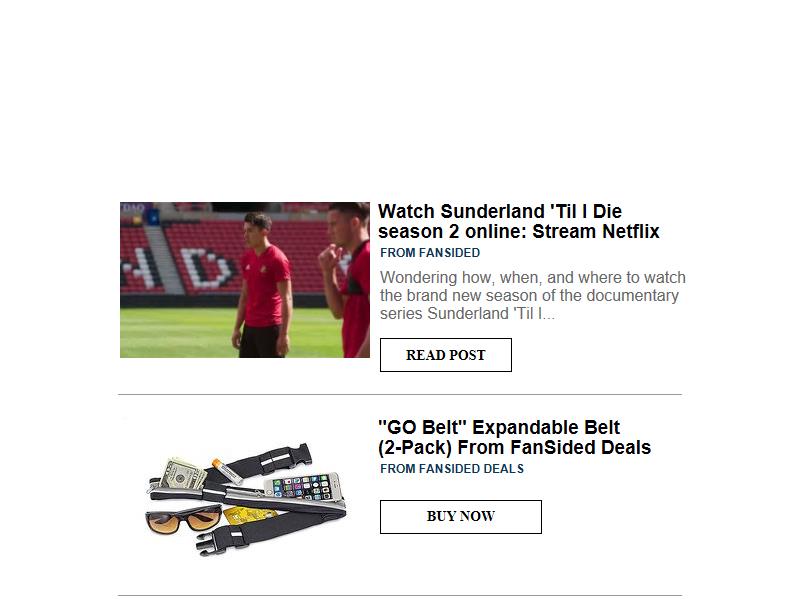 Watch Sunderland 'Til I Die
season 2 online: Stream Netflix
FROM FANSIDED
Wondering how, when, and where to watch
the brand new season of the documentary
series Sunderland 'Til I...
READ POST
"GO Belt" Expandable Belt
(2-Pack) From FanSided Deals
FROM FANSIDED DEALS
BUY NOW